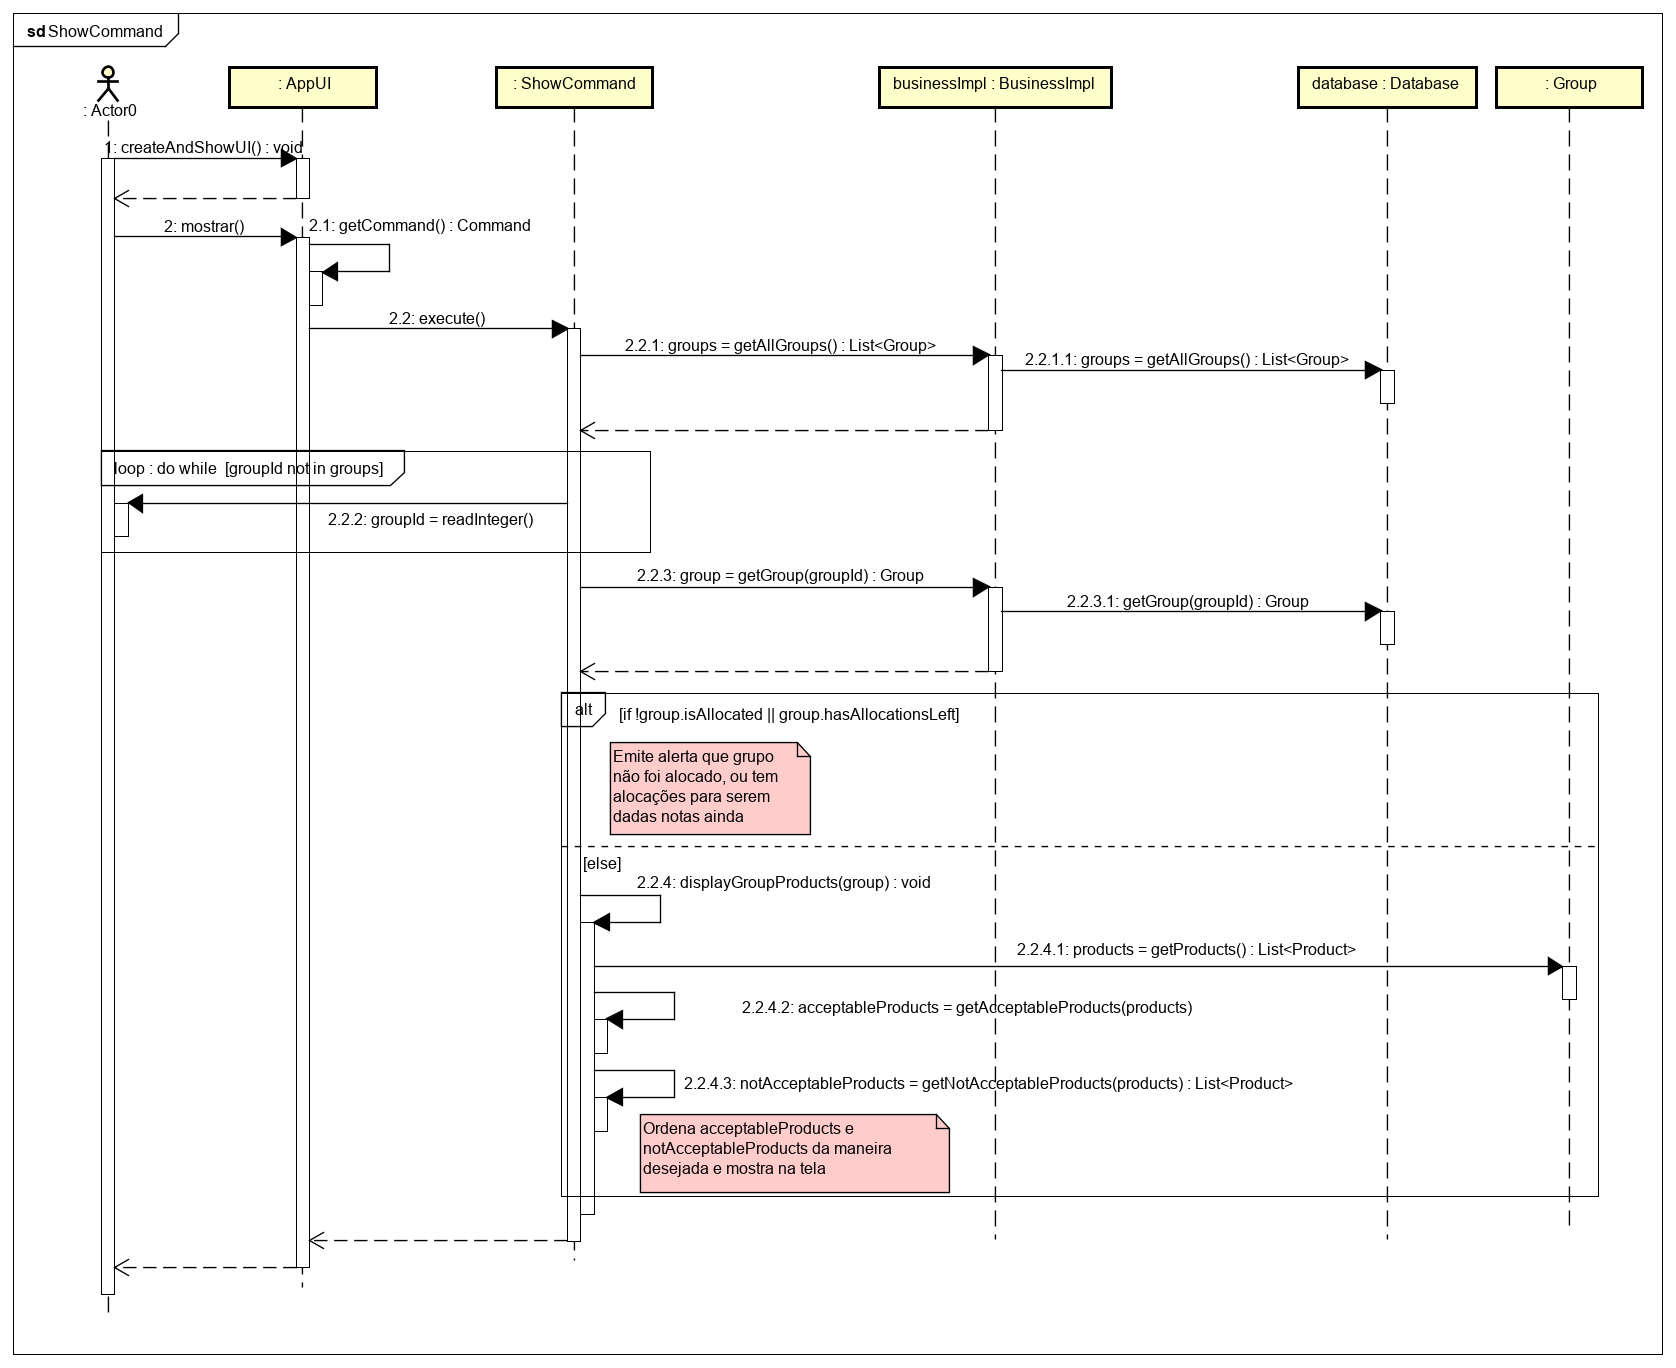 sd ShowCommand
: Actor0
: AppUI
: ShowCommand
businessImpl : BusinessImpl
database : Database
: Group
1: createAndShowUI() : void
2: mostrar()
2.1: getCommand() : Command
2.2: execute()
2.2.1: groups = getAllGroups() : List<Group>
2.2.1.1: groups = getAllGroups() : List<Group>
loop : do while [groupId not in groups]
2.2.2: groupId = readInteger()
2.2.3: group = getGroup(groupId) : Group
2.2.3.1: getGroup(groupId) : Group
alt
[if !group.isAllocated || group.hasAllocationsLeft]
Emite alerta que grupo
não foi alocado, ou tem
alocações para serem
dadas notas ainda
[else]
2.2.4: displayGroupProducts(group) : void
2.2.4.1: products = getProducts() : List<Product>
2.2.4.2: acceptableProducts = getAcceptableProducts(products)
2.2.4.3: notAcceptableProducts = getNotAcceptableProducts(products) : List<Product>
Ordena acceptableProducts e
notAcceptableProducts da maneira
desejada e mostra na tela